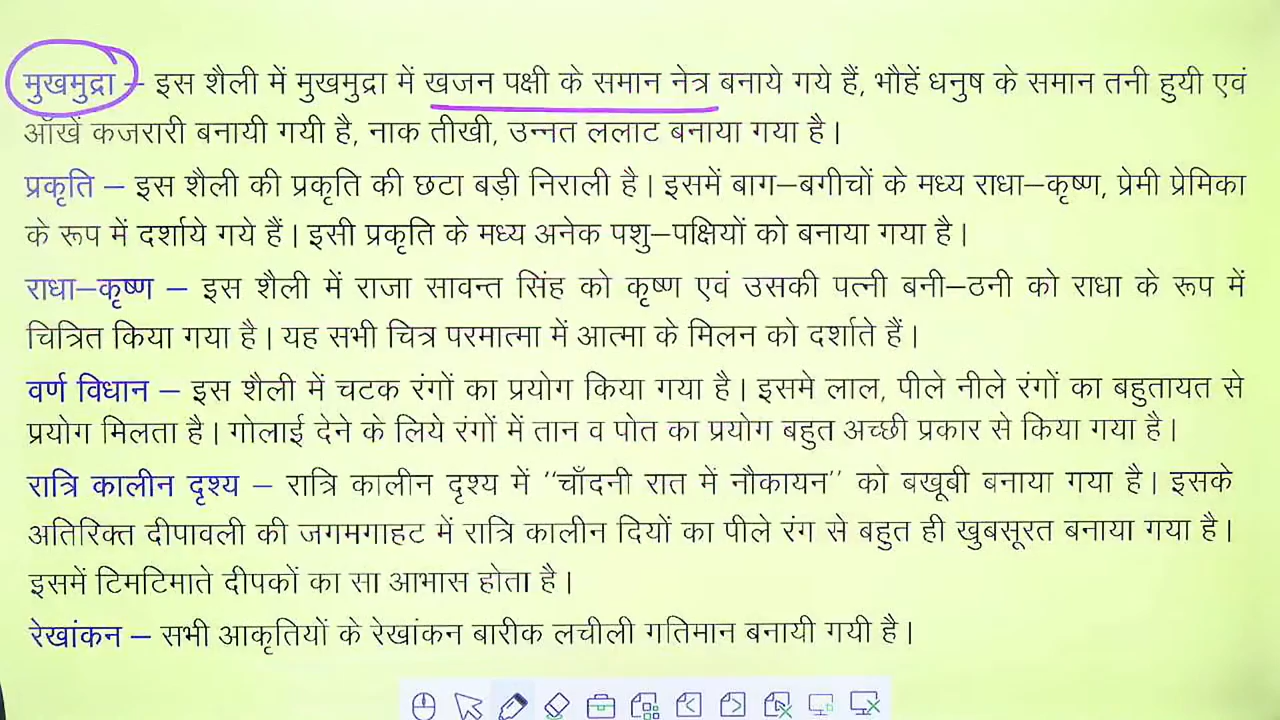 मुखमुद्रा – इस शैली में मुखमुद्रा में खजन पक्षी के समान नेत्र बनाये गये हैं, भौहें धनुष के समान तनी हुयी एवं
आँखें कजरारी बनायी गयी है, नाक तीखी, उन्नत ललाट बनाया गया है।
प्रकृति – इस शैली की प्रकृति की छटा बड़ी निराली है। इसमें बाग–बगीचों के मध्य राधा–कृष्ण, प्रेमी प्रेमिका
के रूप में दर्शाये गये हैं। इसी प्रकृति के मध्य अनेक पशु–पक्षियों को बनाया गया है।
राधा–कृष्ण – इस शैली में राजा सावन्त सिंह को कृष्ण एवं उसकी पत्नी बनी–ठनी को राधा के रूप में
चित्रित किया गया है। यह सभी चित्र परमात्मा में आत्मा के मिलन को दर्शाते हैं।
वर्ण विधान – इस शैली में चटक रंगों का प्रयोग किया गया है। इसमे लाल, पीले नीले रंगों का बहुतायत से
प्रयोग मिलता है। गोलाई देने के लिये रंगों में तान व पोत का प्रयोग बहुत अच्छी प्रकार से किया गया है।
रात्रि कालीन दृश्य – रात्रि कालीन दृश्य में ''चाँदनी रात में नौकायन'' को बखूबी बनाया गया है। इसके
अतिरिक्त दीपावली की जगमगाहट में रात्रि कालीन दियों का पीले रंग से बहुत ही खुबसूरत बनाया गया है।
इसमें टिमटिमाते दीपकों का सा आभास होता है।
रेखांकन – सभी आकृतियों के रेखांकन बारीक लचीली गतिमान बनायी गयी है।